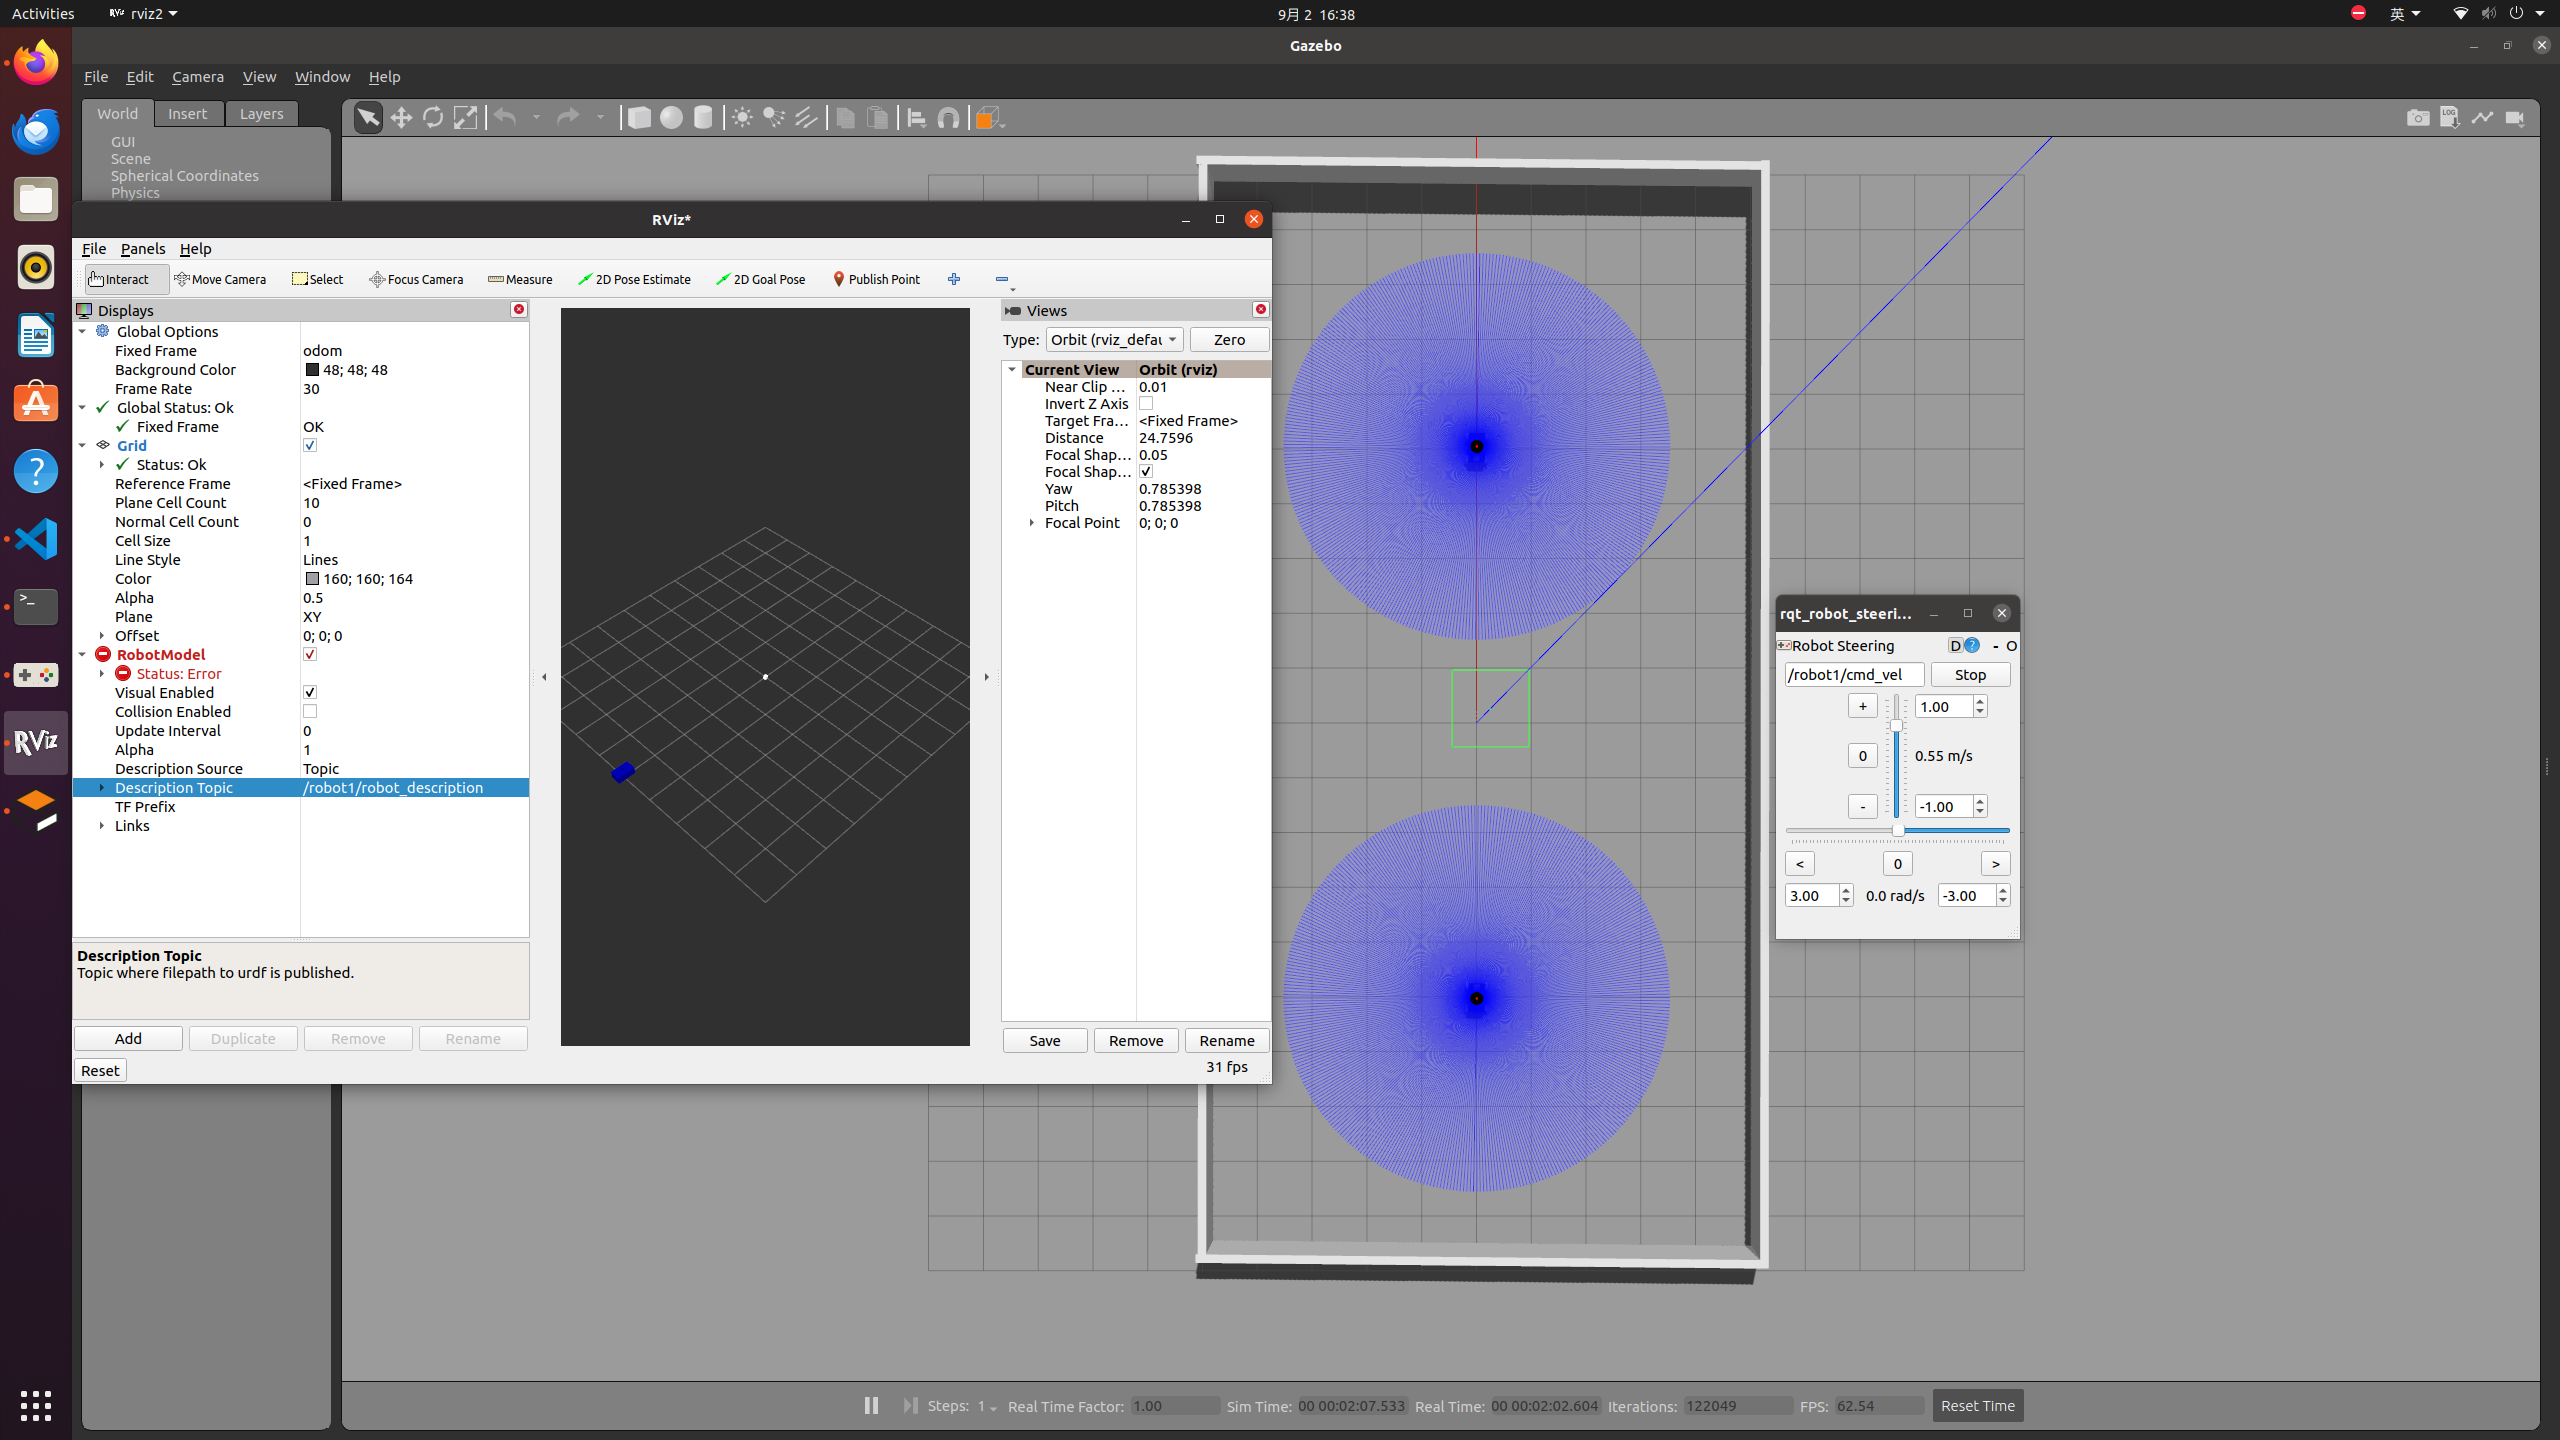 Activities
rviz2
9月 2 16:38
英
Gazebo
File Edit Camera View Window Help
World Insert Layers
GUI
Scene
Spherical Coordinates
Physics
LOG
RViz*
File Panels Help
Interact Move Camera Select Focus Camera Measure 2D Pose Estimate 2D Goal Pose Publish Point
Displays
Global Options
Fixed Frame odom
Background Color 48; 48; 48
Frame Rate 30
Global Status: Ok
Fixed Frame OK
Grid
Status: Ok
Reference Frame <Fixed Frame>
Plane Cell Count 10
Normal Cell Count 0
Cell Size 1
Line Style Lines
Color 160; 160; 164
Alpha 0.5
Plane XY
Offset 0; 0; 0
RobotModel
Status: Error
Visual Enabled
Collision Enabled
Update Interval 0
Alpha 1
Description Source Topic
Description Topic /robot1/robot_description
TF Prefix
Links
Description Topic
Topic where filepath to urdf is published.
Add Duplicate Remove Rename
Reset
Views
Type: Orbit (rviz_defau Zero
Current View Orbit (rviz)
Near Clip ... 0.01
Invert Z Axis
Target Fra... <Fixed Frame>
Distance 24.7596
Focal Shap... 0.05
Focal Shap...
Yaw 0.785398
Pitch 0.785398
Focal Point 0; 0; 0
Save Remove Rename
31 fps
rqt_robot_steeri...
Robot Steering D ? - O
/robot1/cmd_vel Stop
+ 1.00
0 0.55 m/s
- -1.00
< 0 >
3.00 0.0 rad/s -3.00
RViz
Steps: 1 Real Time Factor: 1.00 Sim Time: 00 00:02:07.533 Real Time: 00 00:02:02.604 Iterations: 122049 FPS: 62.54 Reset Time